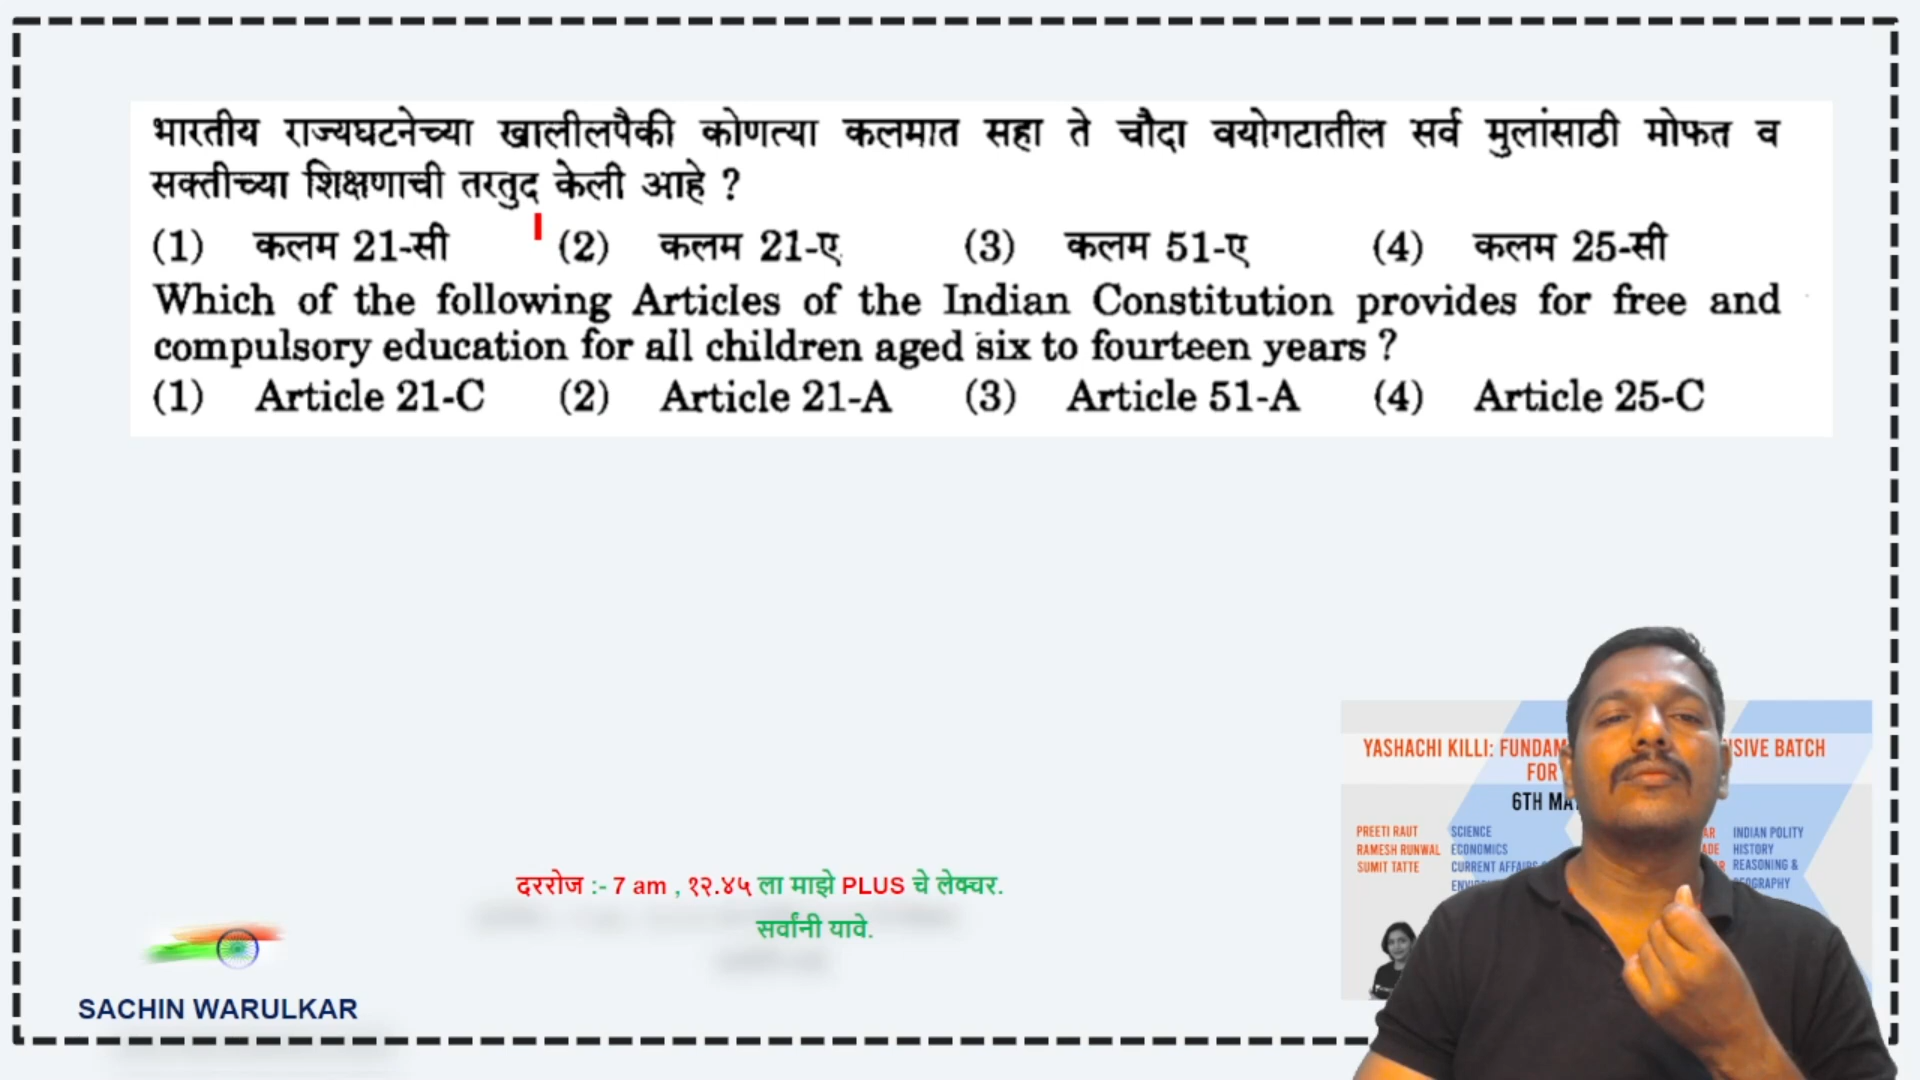 भारतीय राज्यघटनेच्या खालीलपैकी कोणत्या कलमात सहा ते चौदा वयोगटातील सर्व मुलांसाठी मोफत व
सक्तीच्या शिक्षणाची तरतुद केली आहे ?
(1) कलम 21-सी (2) कलम 21-ए (3) कलम 51-ए (4) कलम 25-सी
Which of the following Articles of the Indian Constitution provides for free and
compulsory education for all children aged six to fourteen years ?
(1) Article 21-C (2) Article 21-A (3) Article 51-A (4) Article 25-C
YASHACHI KILLI: BATCH
FOR
6TH
PREETI RAUT SCIENCE INDIAN POLITY
RAMESH RUNWAL ECONOMICS HISTORY
SUMIT TATTE CURRENT AFFAIRS REASONING &
दररोज :- 7 am , १२.४५ ला माझे PLUS चे लेक्चर.
सर्वांनी यावे.
SACHIN WARULKAR